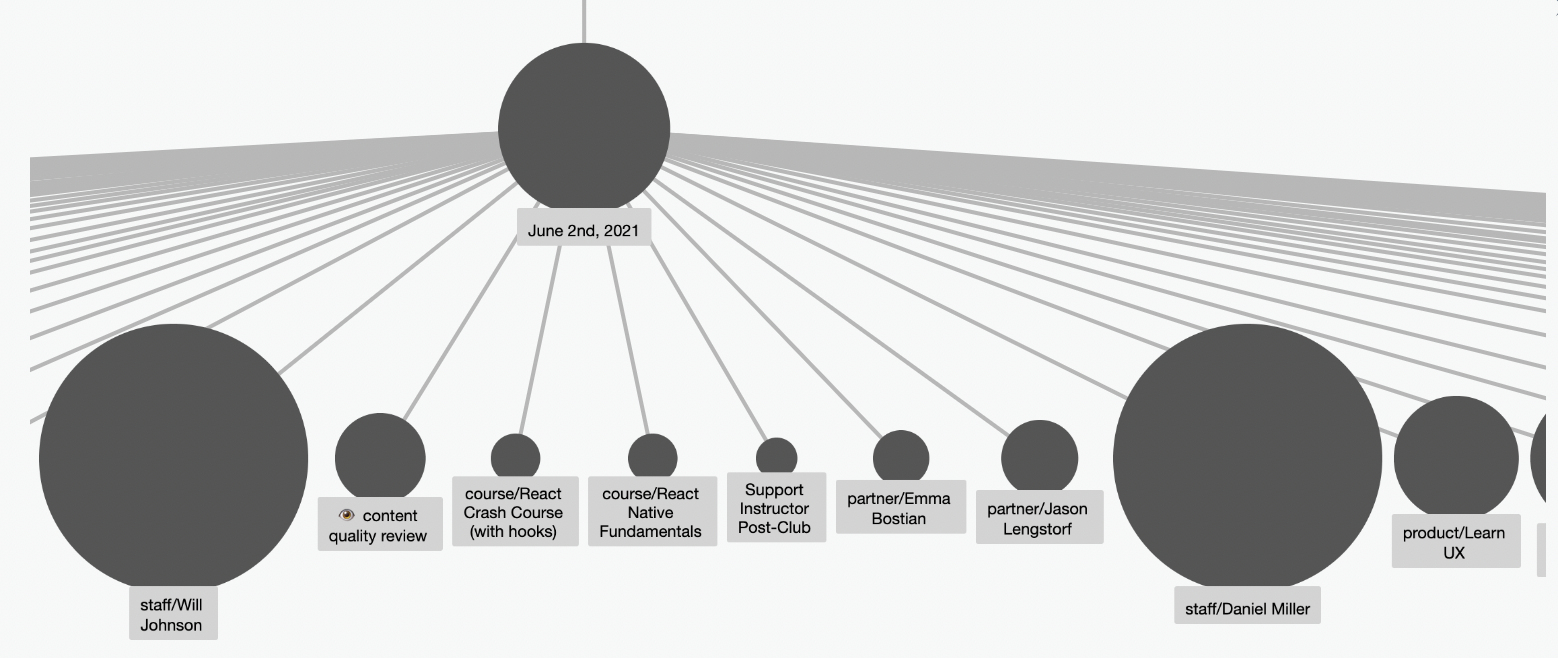 June 2nd, 2021
staff/Will
Johnson
👁️ content
quality review
course/React
Crash Course
(with hooks)
course/React
Native
Fundamentals
Support
Instructor
Post-Club
partner/Emma
Bostian
partner/Jason
Lengstorf
staff/Daniel Miller
product/Learn
UX